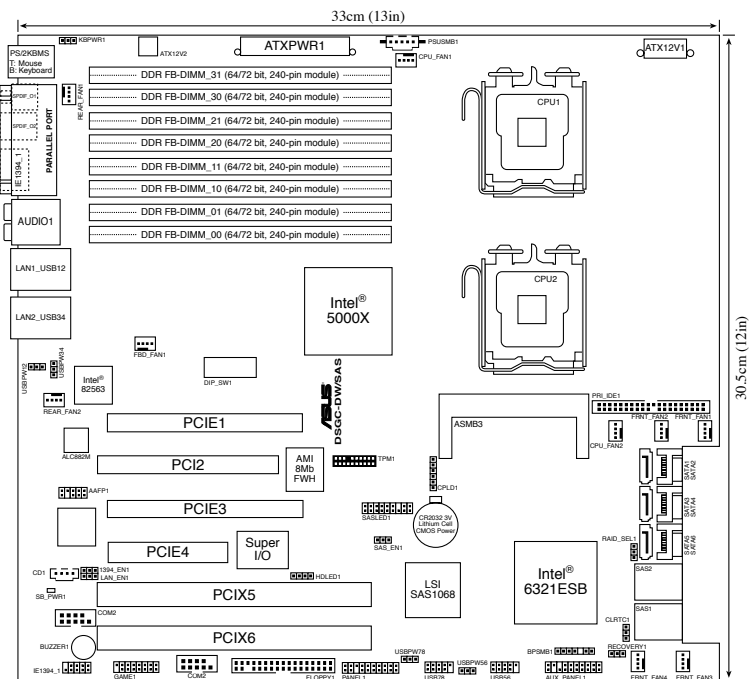 33cm (13in)
KBPWR1
ATX12V2
ATXPWR1
PSUSMB1
CPU_FAN1
ATX12V1
PS/2KBMS
T: Mouse
B: Keyboard
REAR_FAN1
SPDIF_O1
SPDIF_O2
PARALLEL PORT
IE1394_1
DDR FB-DIMM_31 (64/72 bit, 240-pin module)
DDR FB-DIMM_30 (64/72 bit, 240-pin module)
DDR FB-DIMM_21 (64/72 bit, 240-pin module)
DDR FB-DIMM_20 (64/72 bit, 240-pin module)
DDR FB-DIMM_11 (64/72 bit, 240-pin module)
DDR FB-DIMM_10 (64/72 bit, 240-pin module)
DDR FB-DIMM_01 (64/72 bit, 240-pin module)
DDR FB-DIMM_00 (64/72 bit, 240-pin module)
CPU1
AUDIO1
LAN1_USB12
LAN2_USB34
CPU2
Intel®
5000X
30.5cm (12in)
FBD_FAN1
USBPW12
USBPW34
Intel®
82563
DIP_SW1
REAR_FAN2
ASUS
DSGC-DW/SAS
ASMB3
PRI_IDE1
FRNT_FAN2
FRNT_FAN1
CPU_FAN2
PCIE1
ALC882M
PCI2
AMI
8Mb
FWH
TPM1
CPLD1
SATA1
SATA2
AAFP1
PCIE3
SASLED1
CR2032 3V
Lithium Cell
CMOS Power
SATA3
SATA4
PCIE4
Super
I/O
SAS_EN1
RAID_SEL1
SATA5
SATA6
CD1
1394_EN1
LAN_EN1
HDLED1
SB_PWR1
PCIX5
LSI
SAS1068
Intel®
6321ESB
SAS2
SAS1
COM2
CLRTC1
BUZZER1
PCIX6
USBPW78
BPSMB1
RECOVERY1
USBPW56
IE1394_1
GAME1
COM2
FLOPPY1
PANEL1
USB78
USB56
AUX_PANEL1
FRNT_FAN4
FRNT_FAN3